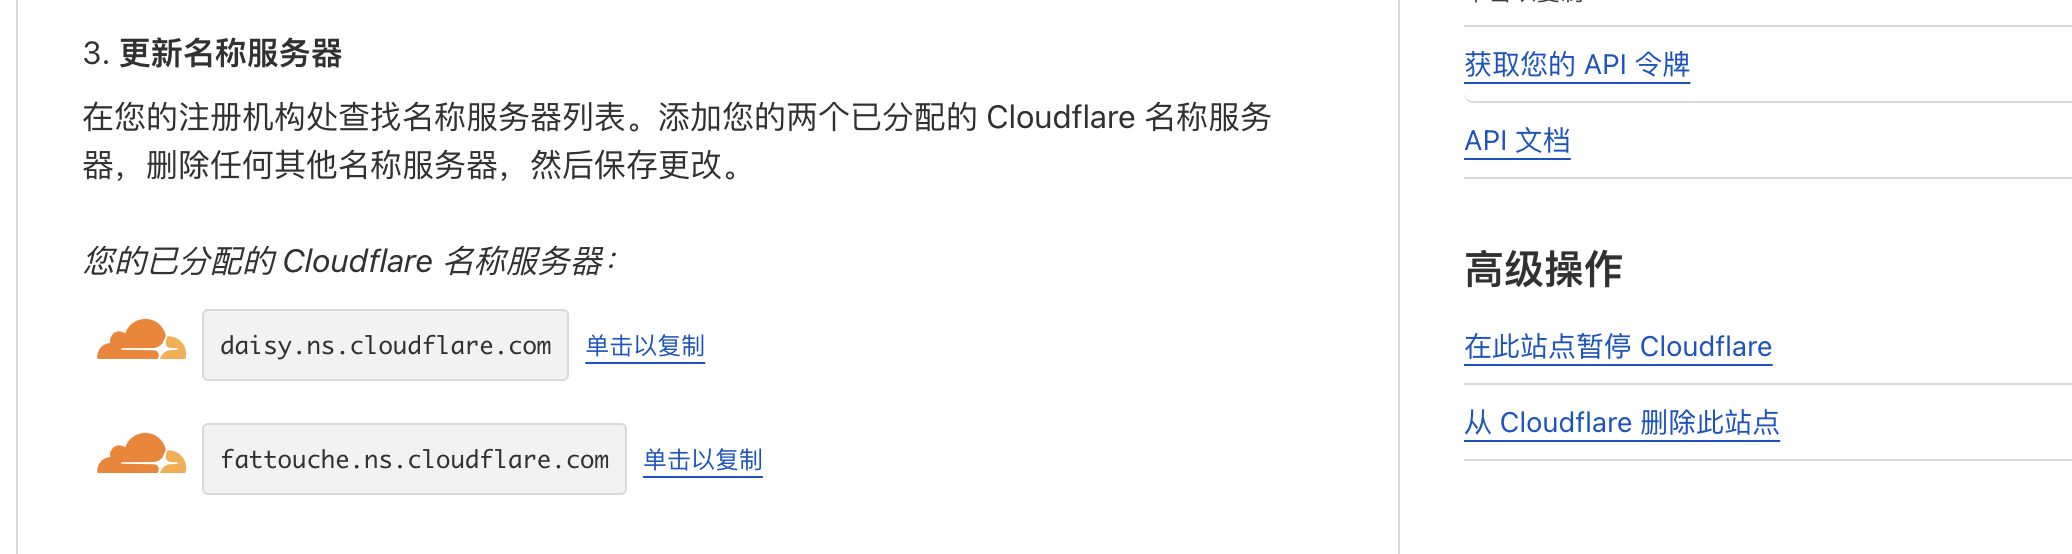 3. 更新名称服务器
在您的注册机构处查找名称服务器列表。添加您的两个已分配的 Cloudflare 名称服务
器，删除任何其他名称服务器，然后保存更改。
您的已分配的 Cloudflare 名称服务器：
daisy.ns.cloudflare.com 单击以复制
fattouche.ns.cloudflare.com 单击以复制
获取您的 API 令牌
API 文档
高级操作
在此站点暂停 Cloudflare
从 Cloudflare 删除此站点